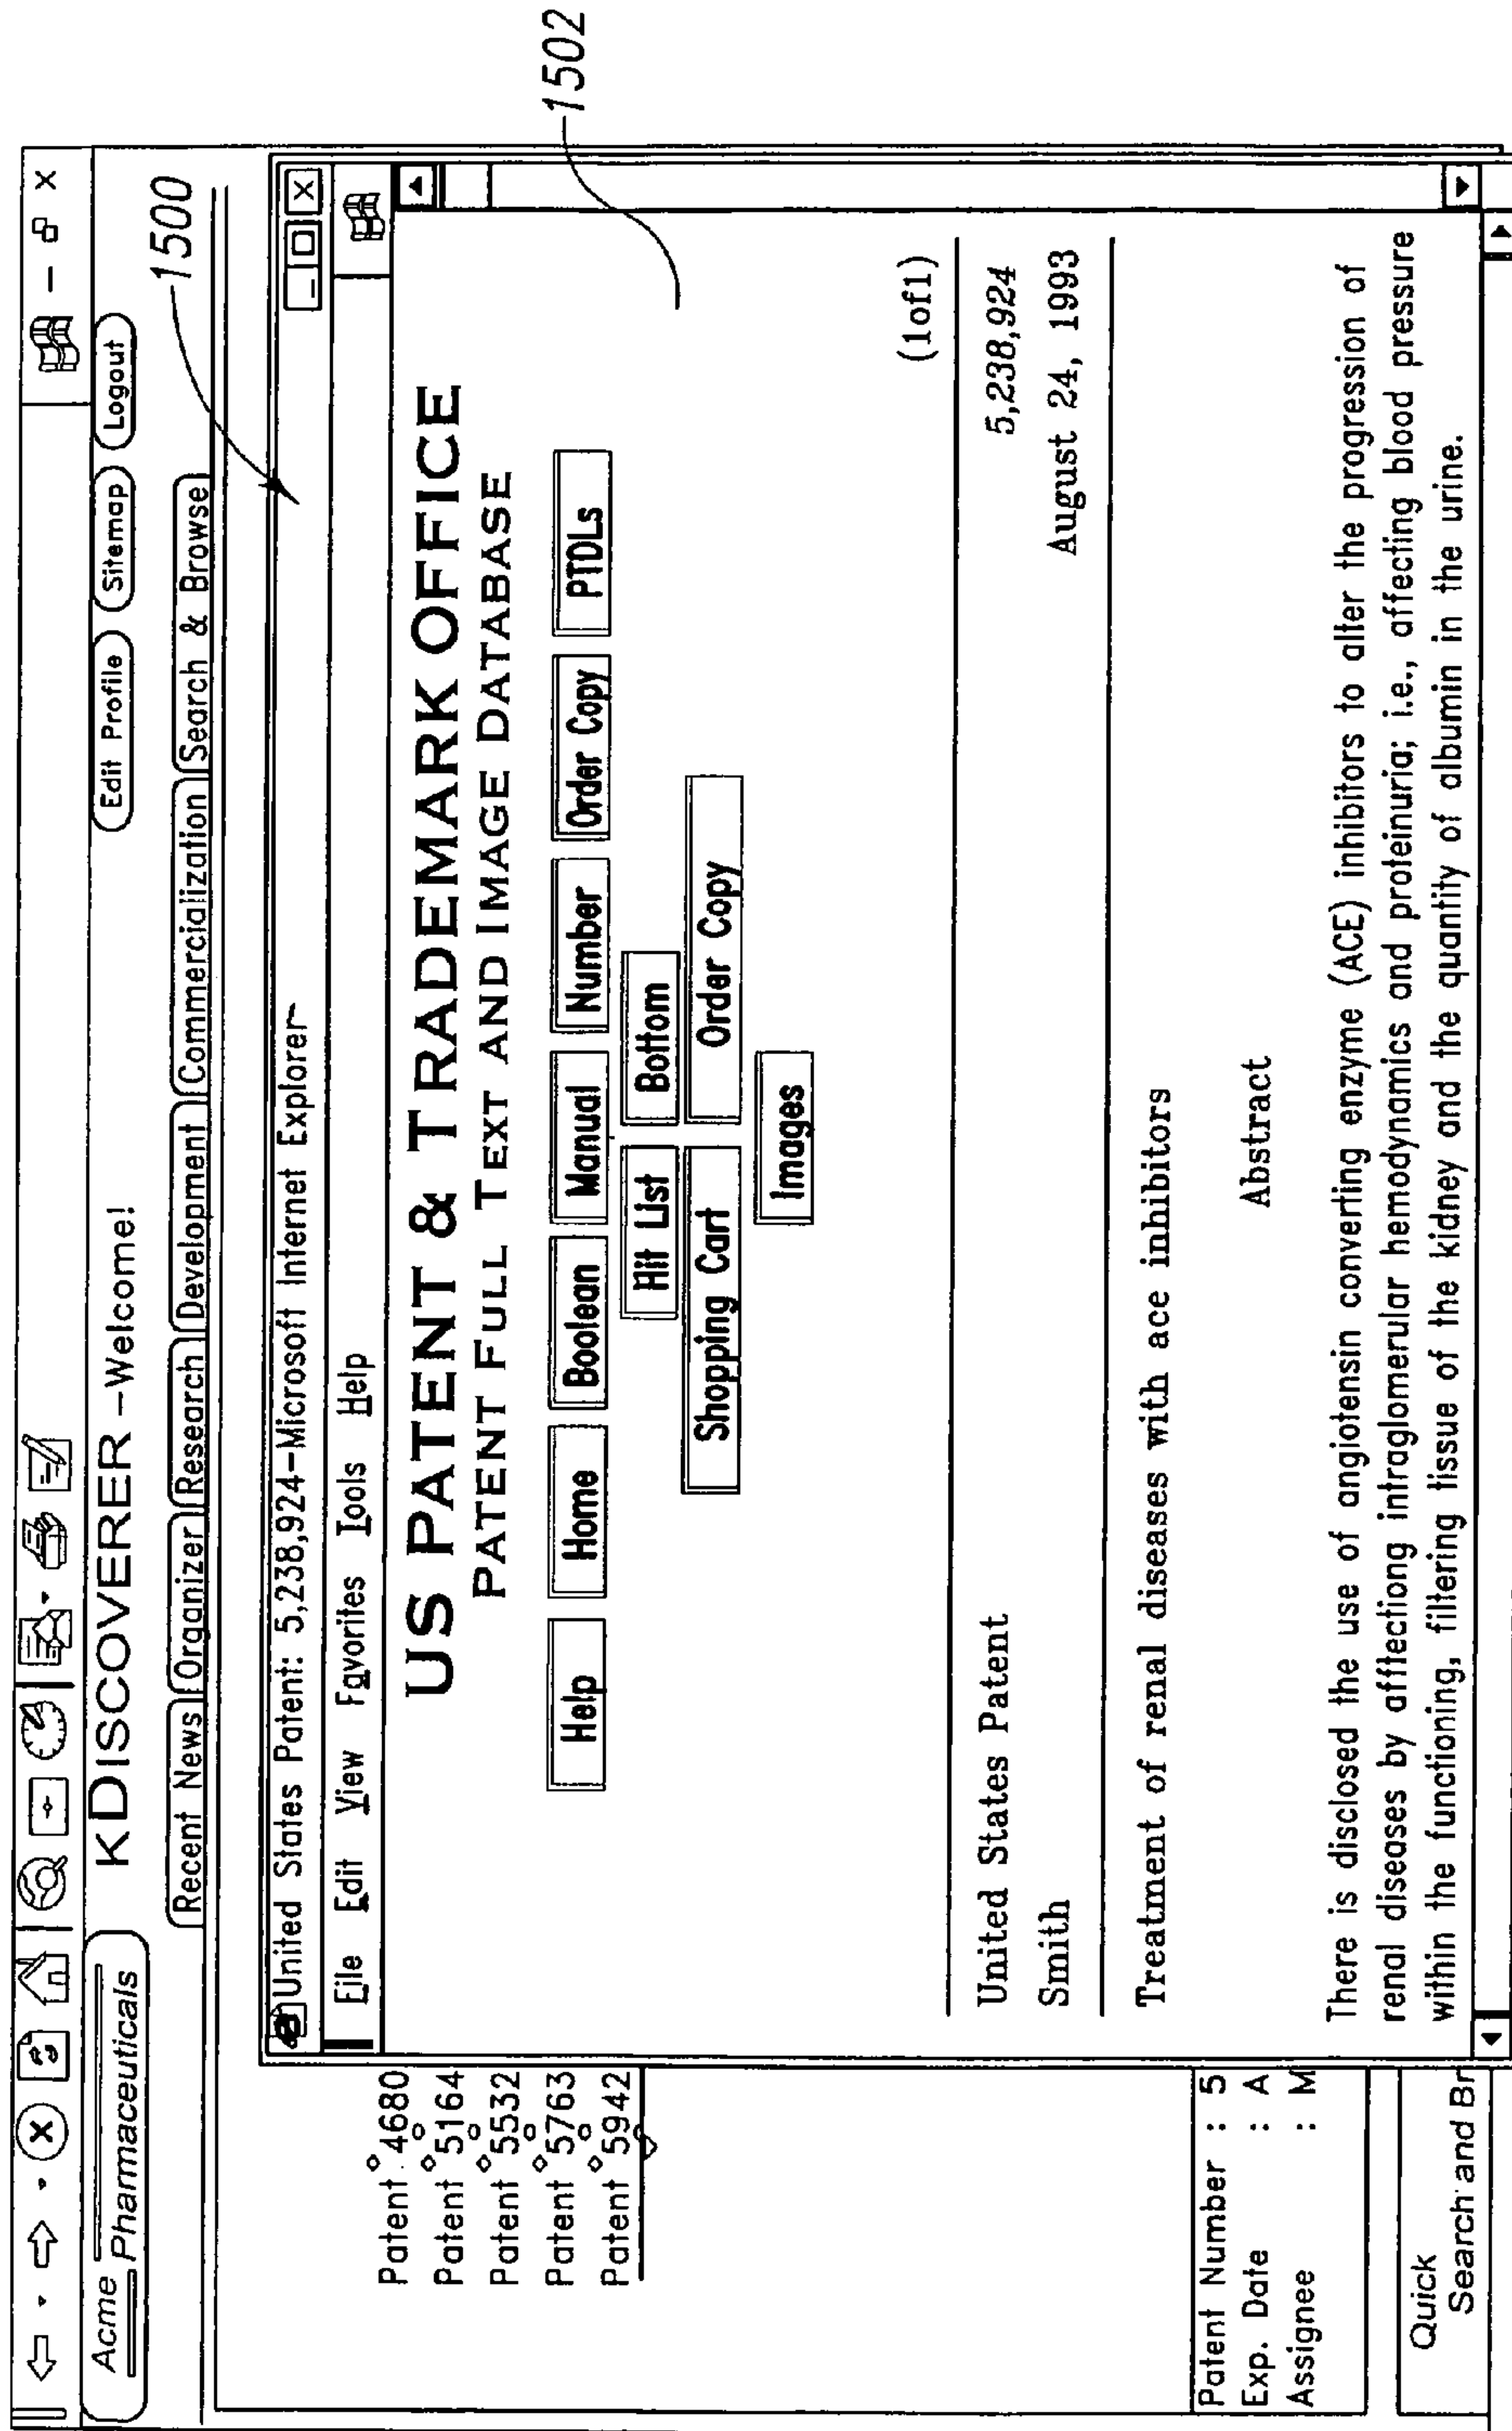 Acme
Pharmaceuticals
KDISCOVERER –Welcome!
Edit Profile
Sitemap
Logout
Recent News
Organizer
Research
Development
Commercialization
Search & Browse
1500
Patent 4680
Patent 5164
Patent 5532
Patent 5763
Patent 5942
Patent Number : 5
Exp. Date : A
Assignee : M
Quick
Search and Br
United States Patent: 5,238,924–Microsoft Internet Explorer
File Edit View Favorites Tools Help
US PATENT & TRADEMARK OFFICE
PATENT FULL TEXT AND IMAGE DATABASE
1502
Help
Home
Boolean
Manual
Number
Order Copy
PTDLs
Hit List
Bottom
Shopping Cart
Order Copy
Images
(1of1)
United States Patent 5,238,924
Smith August 24, 1993
Treatment of renal diseases with ace inhibitors
Abstract
There is disclosed the use of angiotensin converting enzyme (ACE) inhibitors to alter the progression of
renal diseases by afftectiong intraglomerular hemodynamics and proteinuria; i.e., affecting blood pressure
within the functioning, filtering tissue of the kidney and the quantity of albumin in the urine.